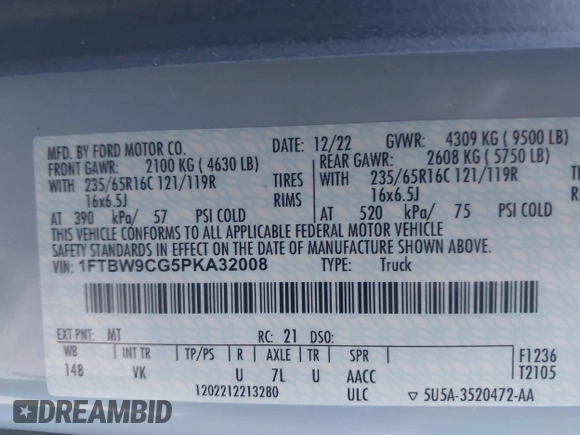 MFD. BY FORD MOTOR CO.
DATE: 12/22 GVWR: 4309 KG ( 9500 LB)
FRONT GAWR: 2100 KG ( 4630 LB)
REAR GAWR: 2608 KG ( 5750 LB)
WITH 235/65R16C 121/119R TIRES
WITH 235/65R16C 121/119R TIRES
16x6.5J RIMS
16x6.5J RIMS
AT 390 kPa/ 57 PSI COLD
AT 520 kPa/ 75 PSI COLD
THIS VEHICLE CONFORMS TO ALL APPLICABLE FEDERAL MOTOR VEHICLE
SAFETY STANDARDS IN EFFECT ON THE DATE OF MANUFACTURE SHOWN ABOVE.
VIN: 1FTBW9CG5PKA32008 TYPE: Truck
EXT PNT: MT RC: 21 DSO:
WB INT TR TP/PS R AXLE TR SPR
148 VK U 7L U AACC
ULC
1202212213280
F1236
T2105
5U5A-3520472-AA
DREAMBID